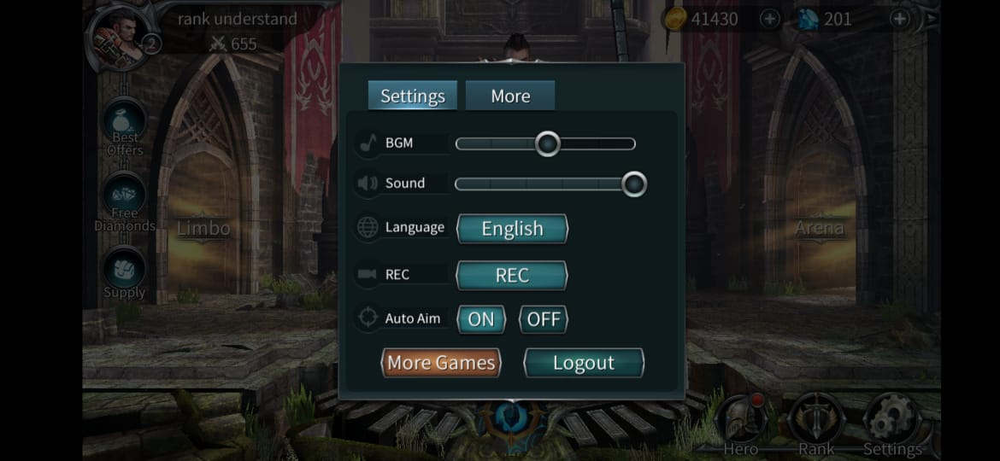 rank understand
2
655
41430
201
Settings
More
BGM
Sound
Language
English
REC
REC
Auto Aim
ON
OFF
More Games
Logout
Best
Offers
Free
Diamonds
Supply
Limbo
Arena
Hero
Rank
Settings